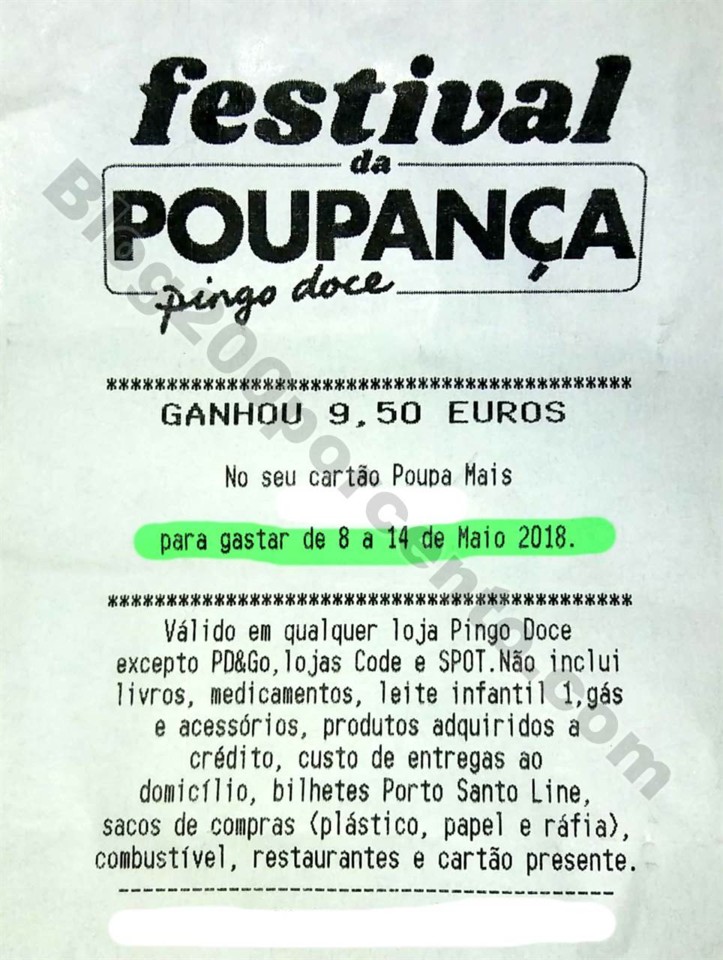 festival
da
POUPANÇA
pingo doce
*******************************************
GANHOU 9,50 EUROS
No seu cartão Poupa Mais
para gastar de 8 a 14 de Maio 2018.
*******************************************
Válido em qualquer loja Pingo Doce
excepto PD&Go,lojas Code e SPOT.Não inclui
livros, medicamentos, leite infantil 1,gás
e acessórios, produtos adquiridos a
crédito, custo de entregas ao
domicílio, bilhetes Porto Santo Line,
sacos de compras (plástico, papel e ráfia),
combustível, restaurantes e cartão presente.
-----------------------------------------
Blog200porcento.com